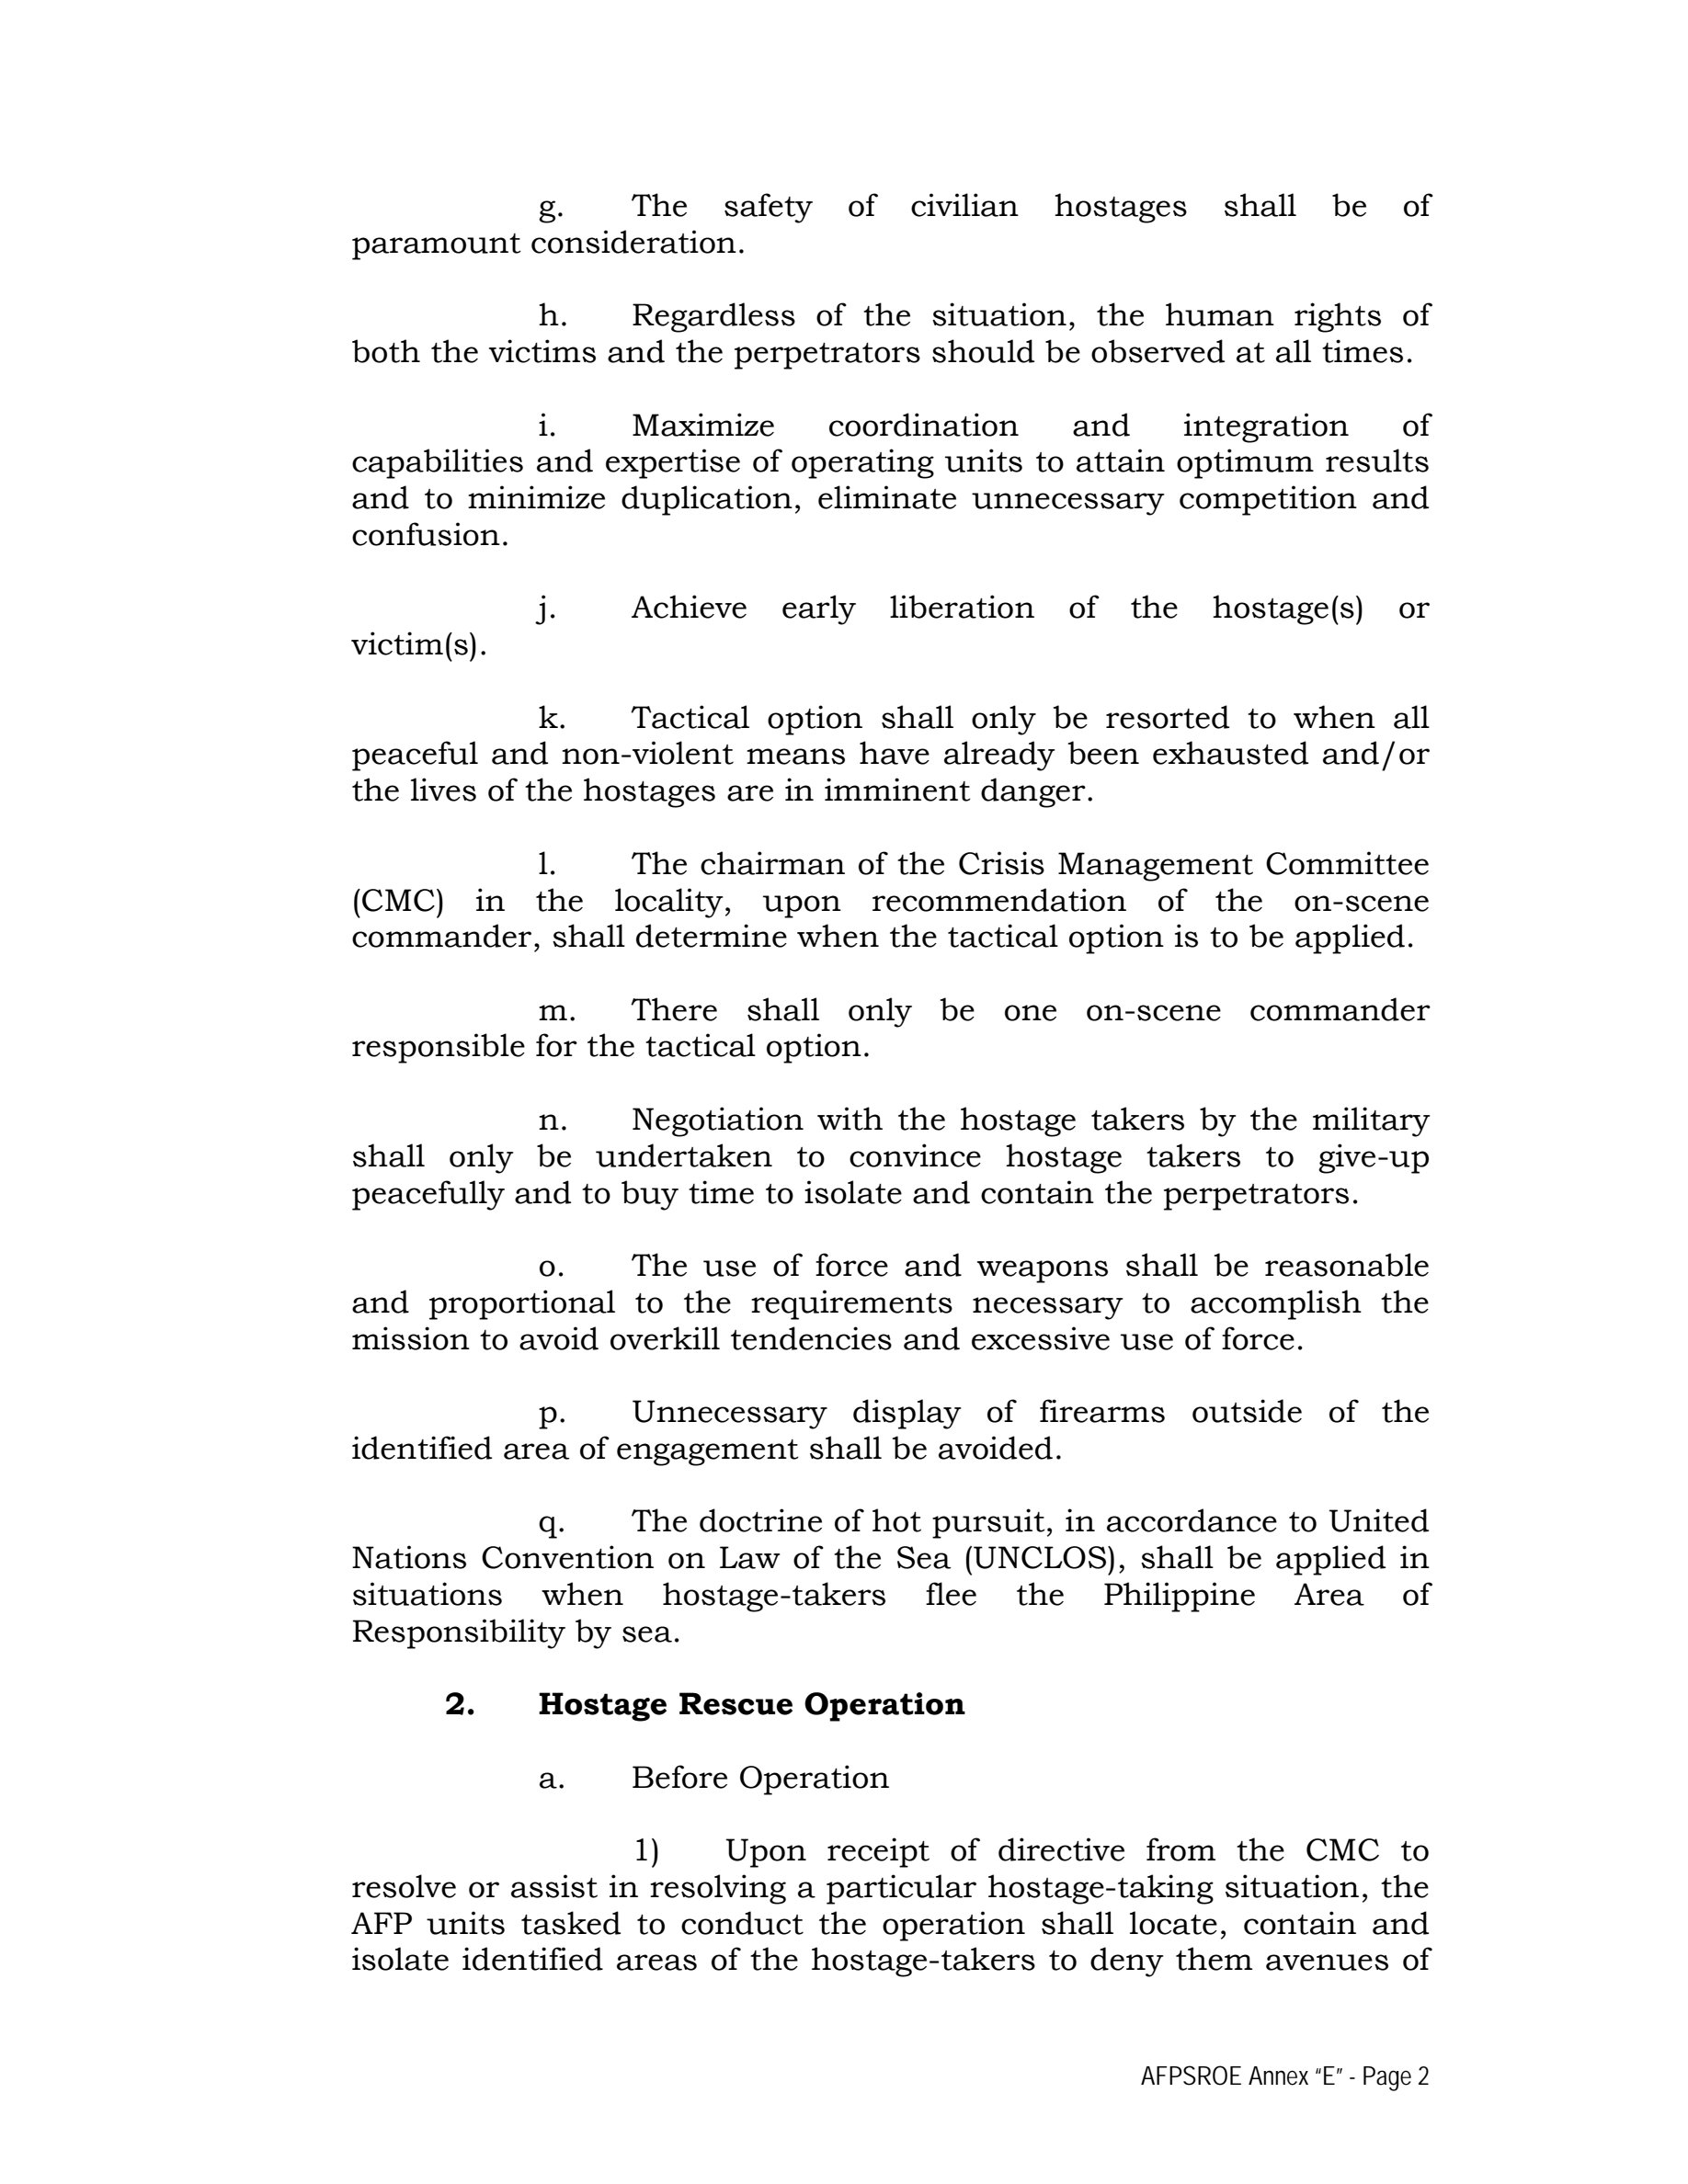 g. The safety of civilian hostages shall be of
paramount consideration.
h. Regardless of the situation, the human rights of
both the victims and the perpetrators should be observed at all times.
i. Maximize coordination and integration of
capabilities and expertise of operating units to attain optimum results
and to minimize duplication, eliminate unnecessary competition and
confusion.
j. Achieve early liberation of the hostage(s) or
victim(s).
k. Tactical option shall only be resorted to when all
peaceful and non-violent means have already been exhausted and/or
the lives of the hostages are in imminent danger.
l. The chairman of the Crisis Management Committee
(CMC) in the locality, upon recommendation of the on-scene
commander, shall determine when the tactical option is to be applied.
m. There shall only be one on-scene commander
responsible for the tactical option.
n. Negotiation with the hostage takers by the military
shall only be undertaken to convince hostage takers to give-up
peacefully and to buy time to isolate and contain the perpetrators.
o. The use of force and weapons shall be reasonable
and proportional to the requirements necessary to accomplish the
mission to avoid overkill tendencies and excessive use of force.
p. Unnecessary display of firearms outside of the
identified area of engagement shall be avoided.
q. The doctrine of hot pursuit, in accordance to United
Nations Convention on Law of the Sea (UNCLOS), shall be applied in
situations when hostage-takers flee the Philippine Area of
Responsibility by sea.
2. Hostage Rescue Operation
a. Before Operation
1) Upon receipt of directive from the CMC to
resolve or assist in resolving a particular hostage-taking situation, the
AFP units tasked to conduct the operation shall locate, contain and
isolate identified areas of the hostage-takers to deny them avenues of
AFPSROE Annex “E” - Page 2